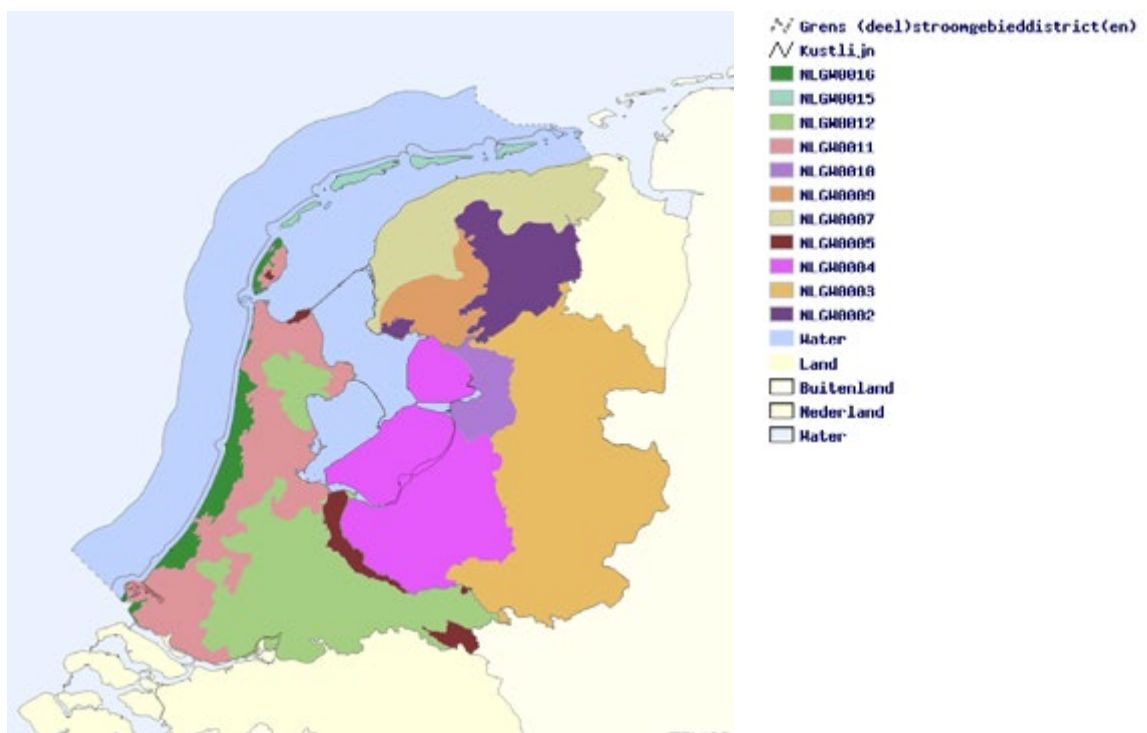 Grens (deel)stroomgebieddistrict(en)
Kustlijn
NLGW0016
NLGW0015
NLGW0012
NLGW0011
NLGW0010
NLGW0009
NLGW0007
NLGW0005
NLGW0004
NLGW0003
NLGW0002
Water
Land
Buitenland
Nederland
Water